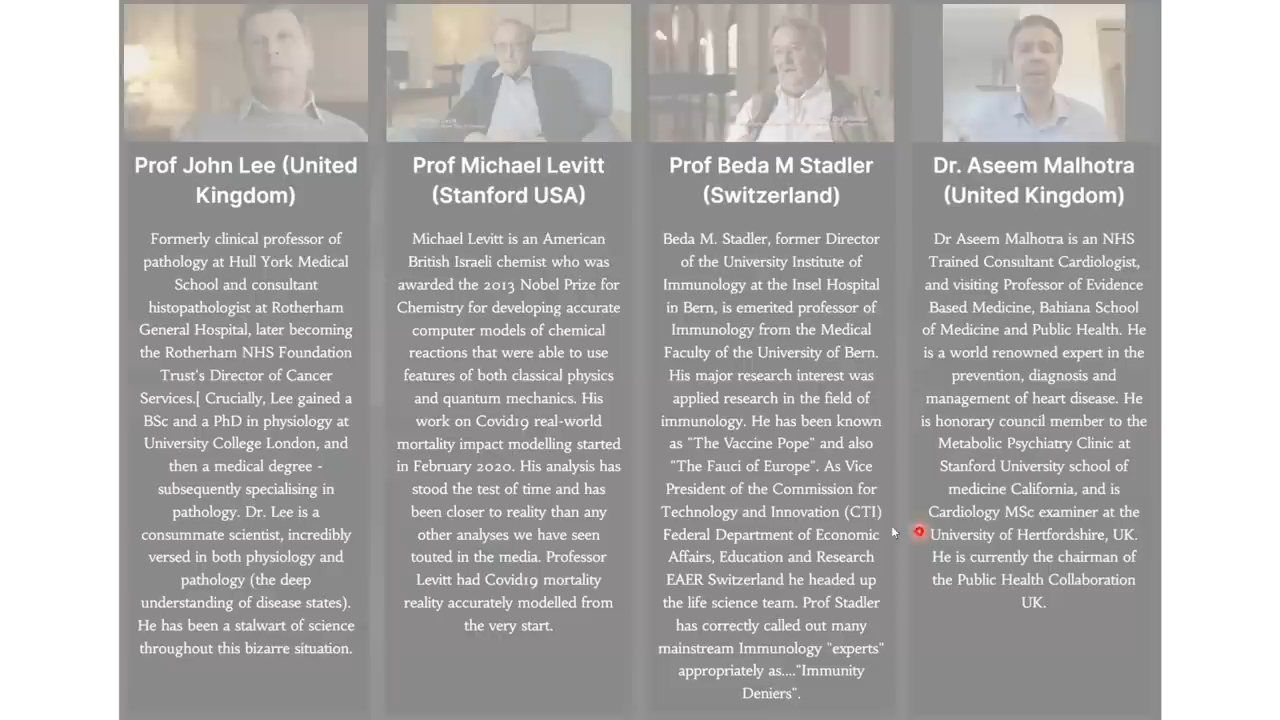 Prof John Lee (United
Kingdom)
Formerly clinical professor of
pathology at Hull York Medical
School and consultant
histopathologist at Rotherham
General Hospital, later becoming
the Rotherham NHS Foundation
Trust's Director of Cancer
Services.[ Crucially, Lee gained a
BSc and a PhD in physiology at
University College London, and
then a medical degree -
subsequently specialising in
pathology. Dr. Lee is a
consummate scientist, incredibly
versed in both physiology and
pathology (the deep
understanding of disease states).
He has been a stalwart of science
throughout this bizarre situation.
Prof Michael Levitt
(Stanford USA)
Michael Levitt is an American
British Israeli chemist who was
awarded the 2013 Nobel Prize for
Chemistry for developing accurate
computer models of chemical
reactions that were able to use
features of both classical physics
and quantum mechanics. His
work on Covid19 real-world
mortality impact modelling started
in February 2020. His analysis has
stood the test of time and has
been closer to reality than any
other analyses we have seen
touted in the media. Professor
Levitt had Covid19 mortality
reality accurately modelled from
the very start.
Prof Beda M Stadler
(Switzerland)
Beda M. Stadler, former Director
of the University Institute of
Immunology at the Insel Hospital
in Bern, is emerited professor of
Immunology from the Medical
Faculty of the University of Bern.
His major research interest was
applied research in the field of
immunology. He has been known
as "The Vaccine Pope" and also
"The Fauci of Europe". As Vice
President of the Commission for
Technology and Innovation (CTI)
Federal Department of Economic
Affairs, Education and Research
EAER Switzerland he headed up
the life science team. Prof Stadler
has correctly called out many
mainstream Immunology "experts"
appropriately as...."Immunity
Deniers".
Dr. Aseem Malhotra
(United Kingdom)
Dr Aseem Malhotra is an NHS
Trained Consultant Cardiologist,
and visiting Professor of Evidence
Based Medicine, Bahiana School
of Medicine and Public Health. He
is a world renowned expert in the
prevention, diagnosis and
management of heart disease. He
is honorary council member to the
Metabolic Psychiatry Clinic at
Stanford University school of
medicine California, and is
Cardiology MSc examiner at the
University of Hertfordshire, UK.
He is currently the chairman of
the Public Health Collaboration
UK.